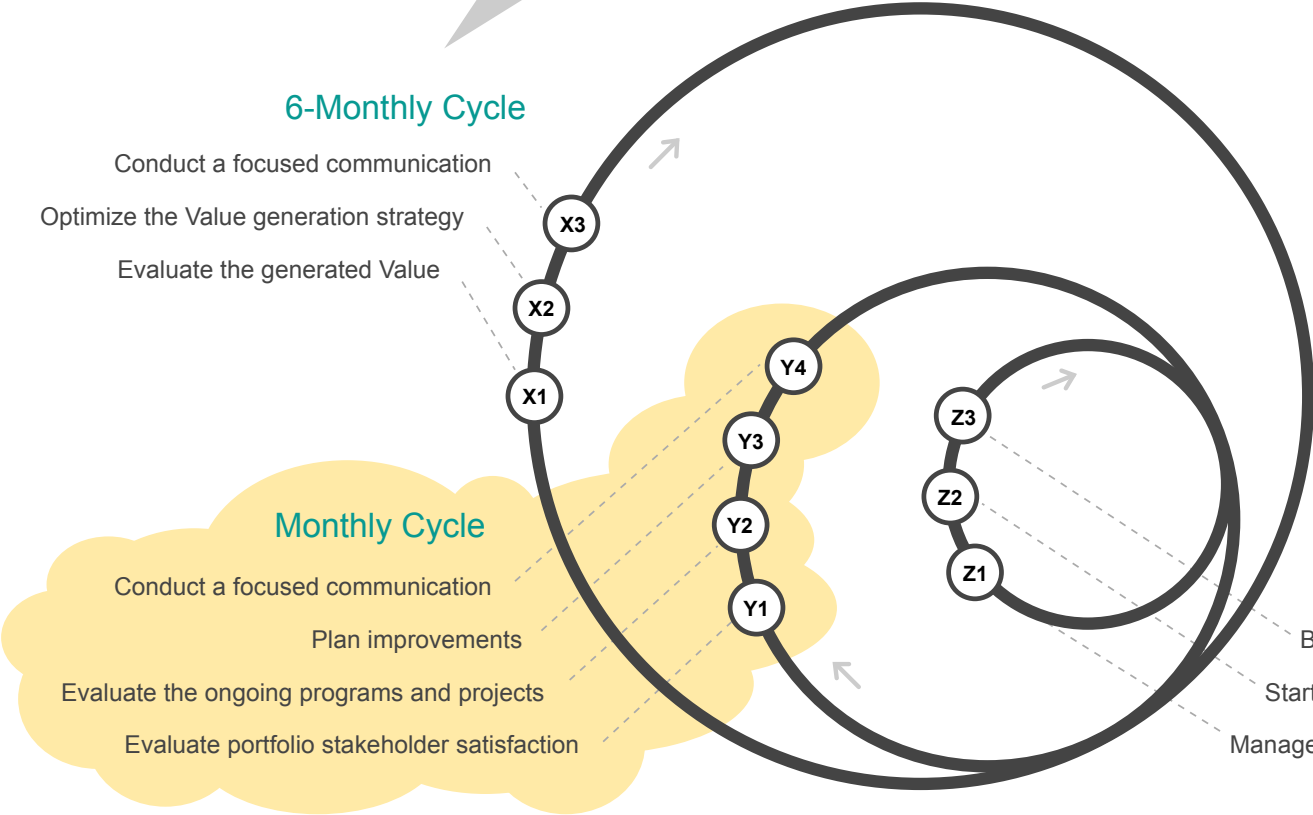 6-Monthly Cycle
Conduct a focused communication
Optimize the Value generation strategy
Evaluate the generated Value
X3
X2
X1
Monthly Cycle
Conduct a focused communication
Plan improvements
Evaluate the ongoing programs and projects
Evaluate portfolio stakeholder satisfaction
Y4
Y3
Y2
Y1
Z3
Z2
Z1
B
Start
Manage